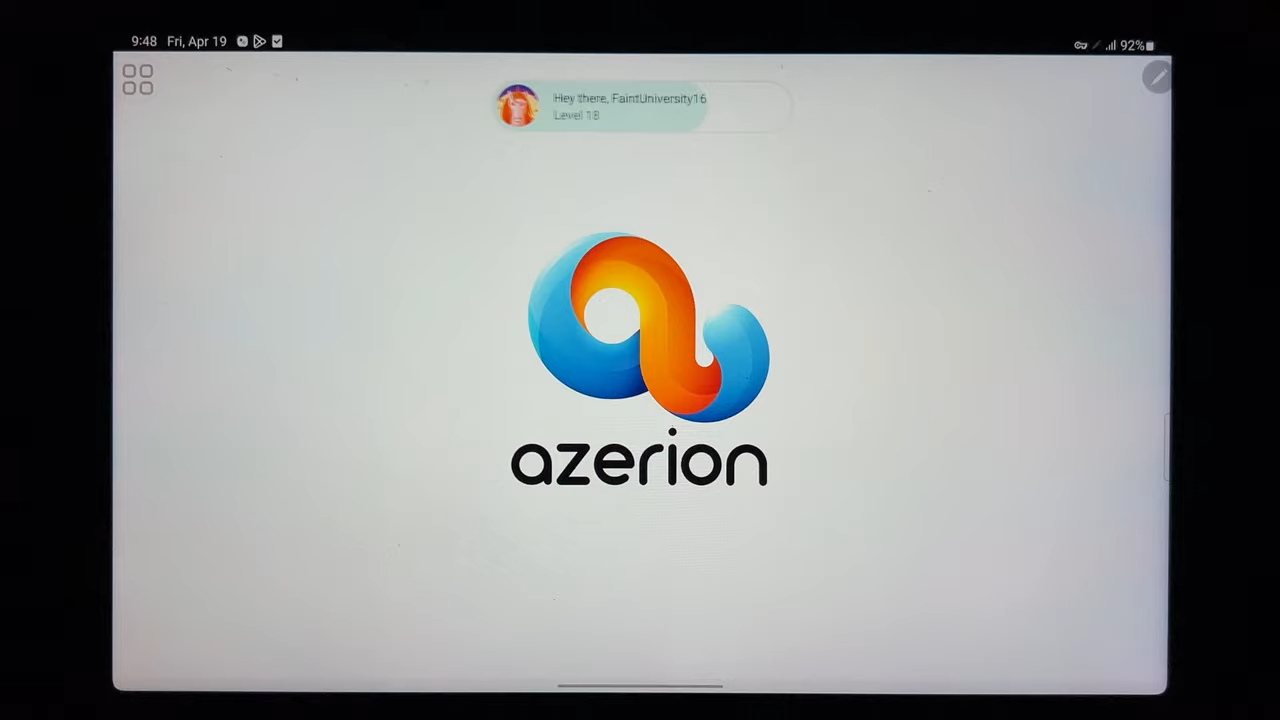 9:48 Fri, Apr 19
92%
Hey there, FaintUniversity16
Level 18
azerion